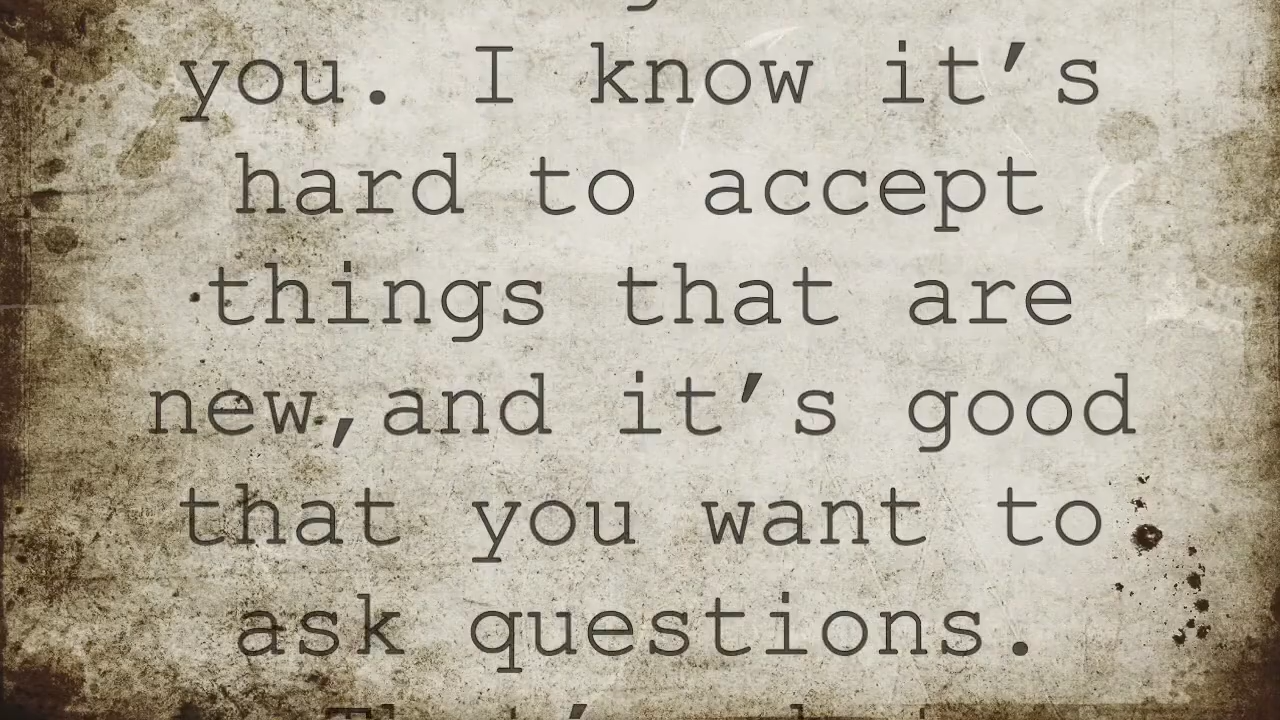 you. I know it’s
hard to accept
things that are
new,and it’s good
that you want to
ask questions.